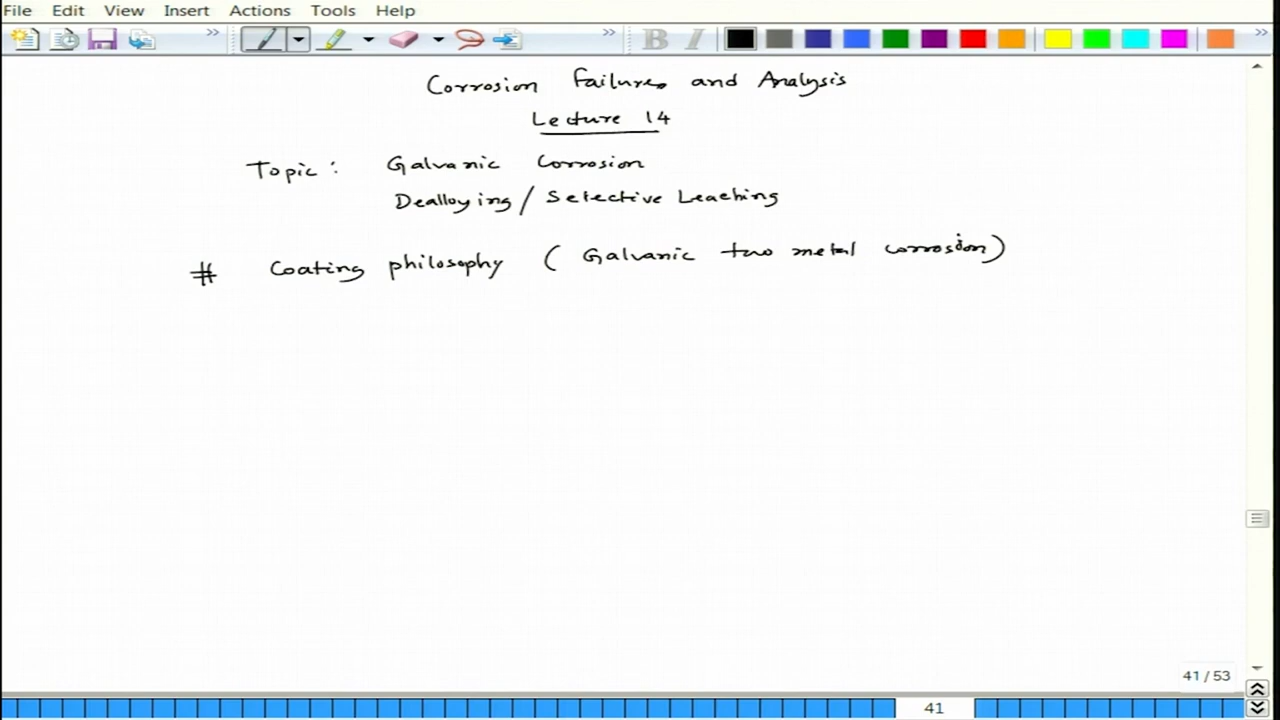 File Edit View Insert Actions Tools Help
B I
Corrosion Failures and Analysis
Lecture 14
Topic : Galvanic Corrosion
Dealloying / Selective Leaching
# Coating philosophy ( Galvanic two metal corrosion)
41 / 53
41